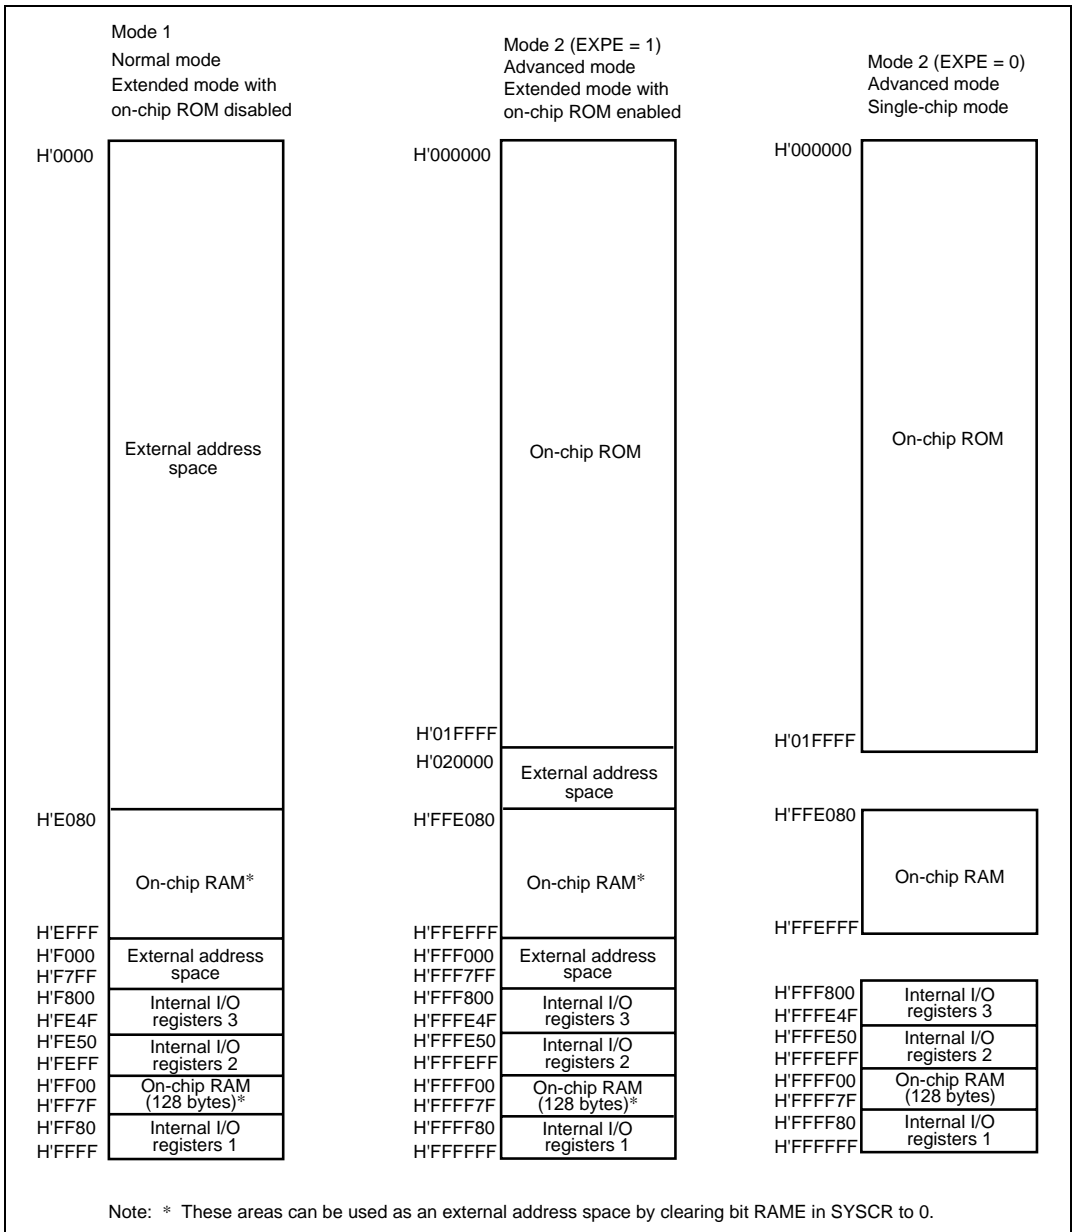 Mode 1
Normal mode
Extended mode with
on-chip ROM disabled
H'0000
External address
space
H'E080
On-chip RAM*
H'EFFF
H'F000
External address
space
H'F7FF
H'F800
Internal I/O
registers 3
H'FE4F
H'FE50
Internal I/O
registers 2
H'FEFF
H'FF00
On-chip RAM
(128 bytes)*
H'FF7F
H'FF80
Internal I/O
registers 1
H'FFFF
Mode 2 (EXPE = 1)
Advanced mode
Extended mode with
on-chip ROM enabled
H'000000
On-chip ROM
H'01FFFF
H'020000
External address
space
H'FFE080
On-chip RAM*
H'FFEFFF
H'FFF000
External address
space
H'FFF7FF
H'FFF800
Internal I/O
registers 3
H'FFFE4F
H'FFFE50
Internal I/O
registers 2
H'FFFEFF
H'FFFF00
On-chip RAM
(128 bytes)*
H'FFFF7F
H'FFFF80
Internal I/O
registers 1
H'FFFFFF
Mode 2 (EXPE = 0)
Advanced mode
Single-chip mode
H'000000
On-chip ROM
H'01FFFF
H'FFE080
On-chip RAM
H'FFEFFF
H'FFF800
Internal I/O
registers 3
H'FFFE4F
H'FFFE50
Internal I/O
registers 2
H'FFFEFF
H'FFFF00
On-chip RAM
(128 bytes)
H'FFFF7F
H'FFFF80
Internal I/O
registers 1
H'FFFFFF
Note: * These areas can be used as an external address space by clearing bit RAME in SYSCR to 0.